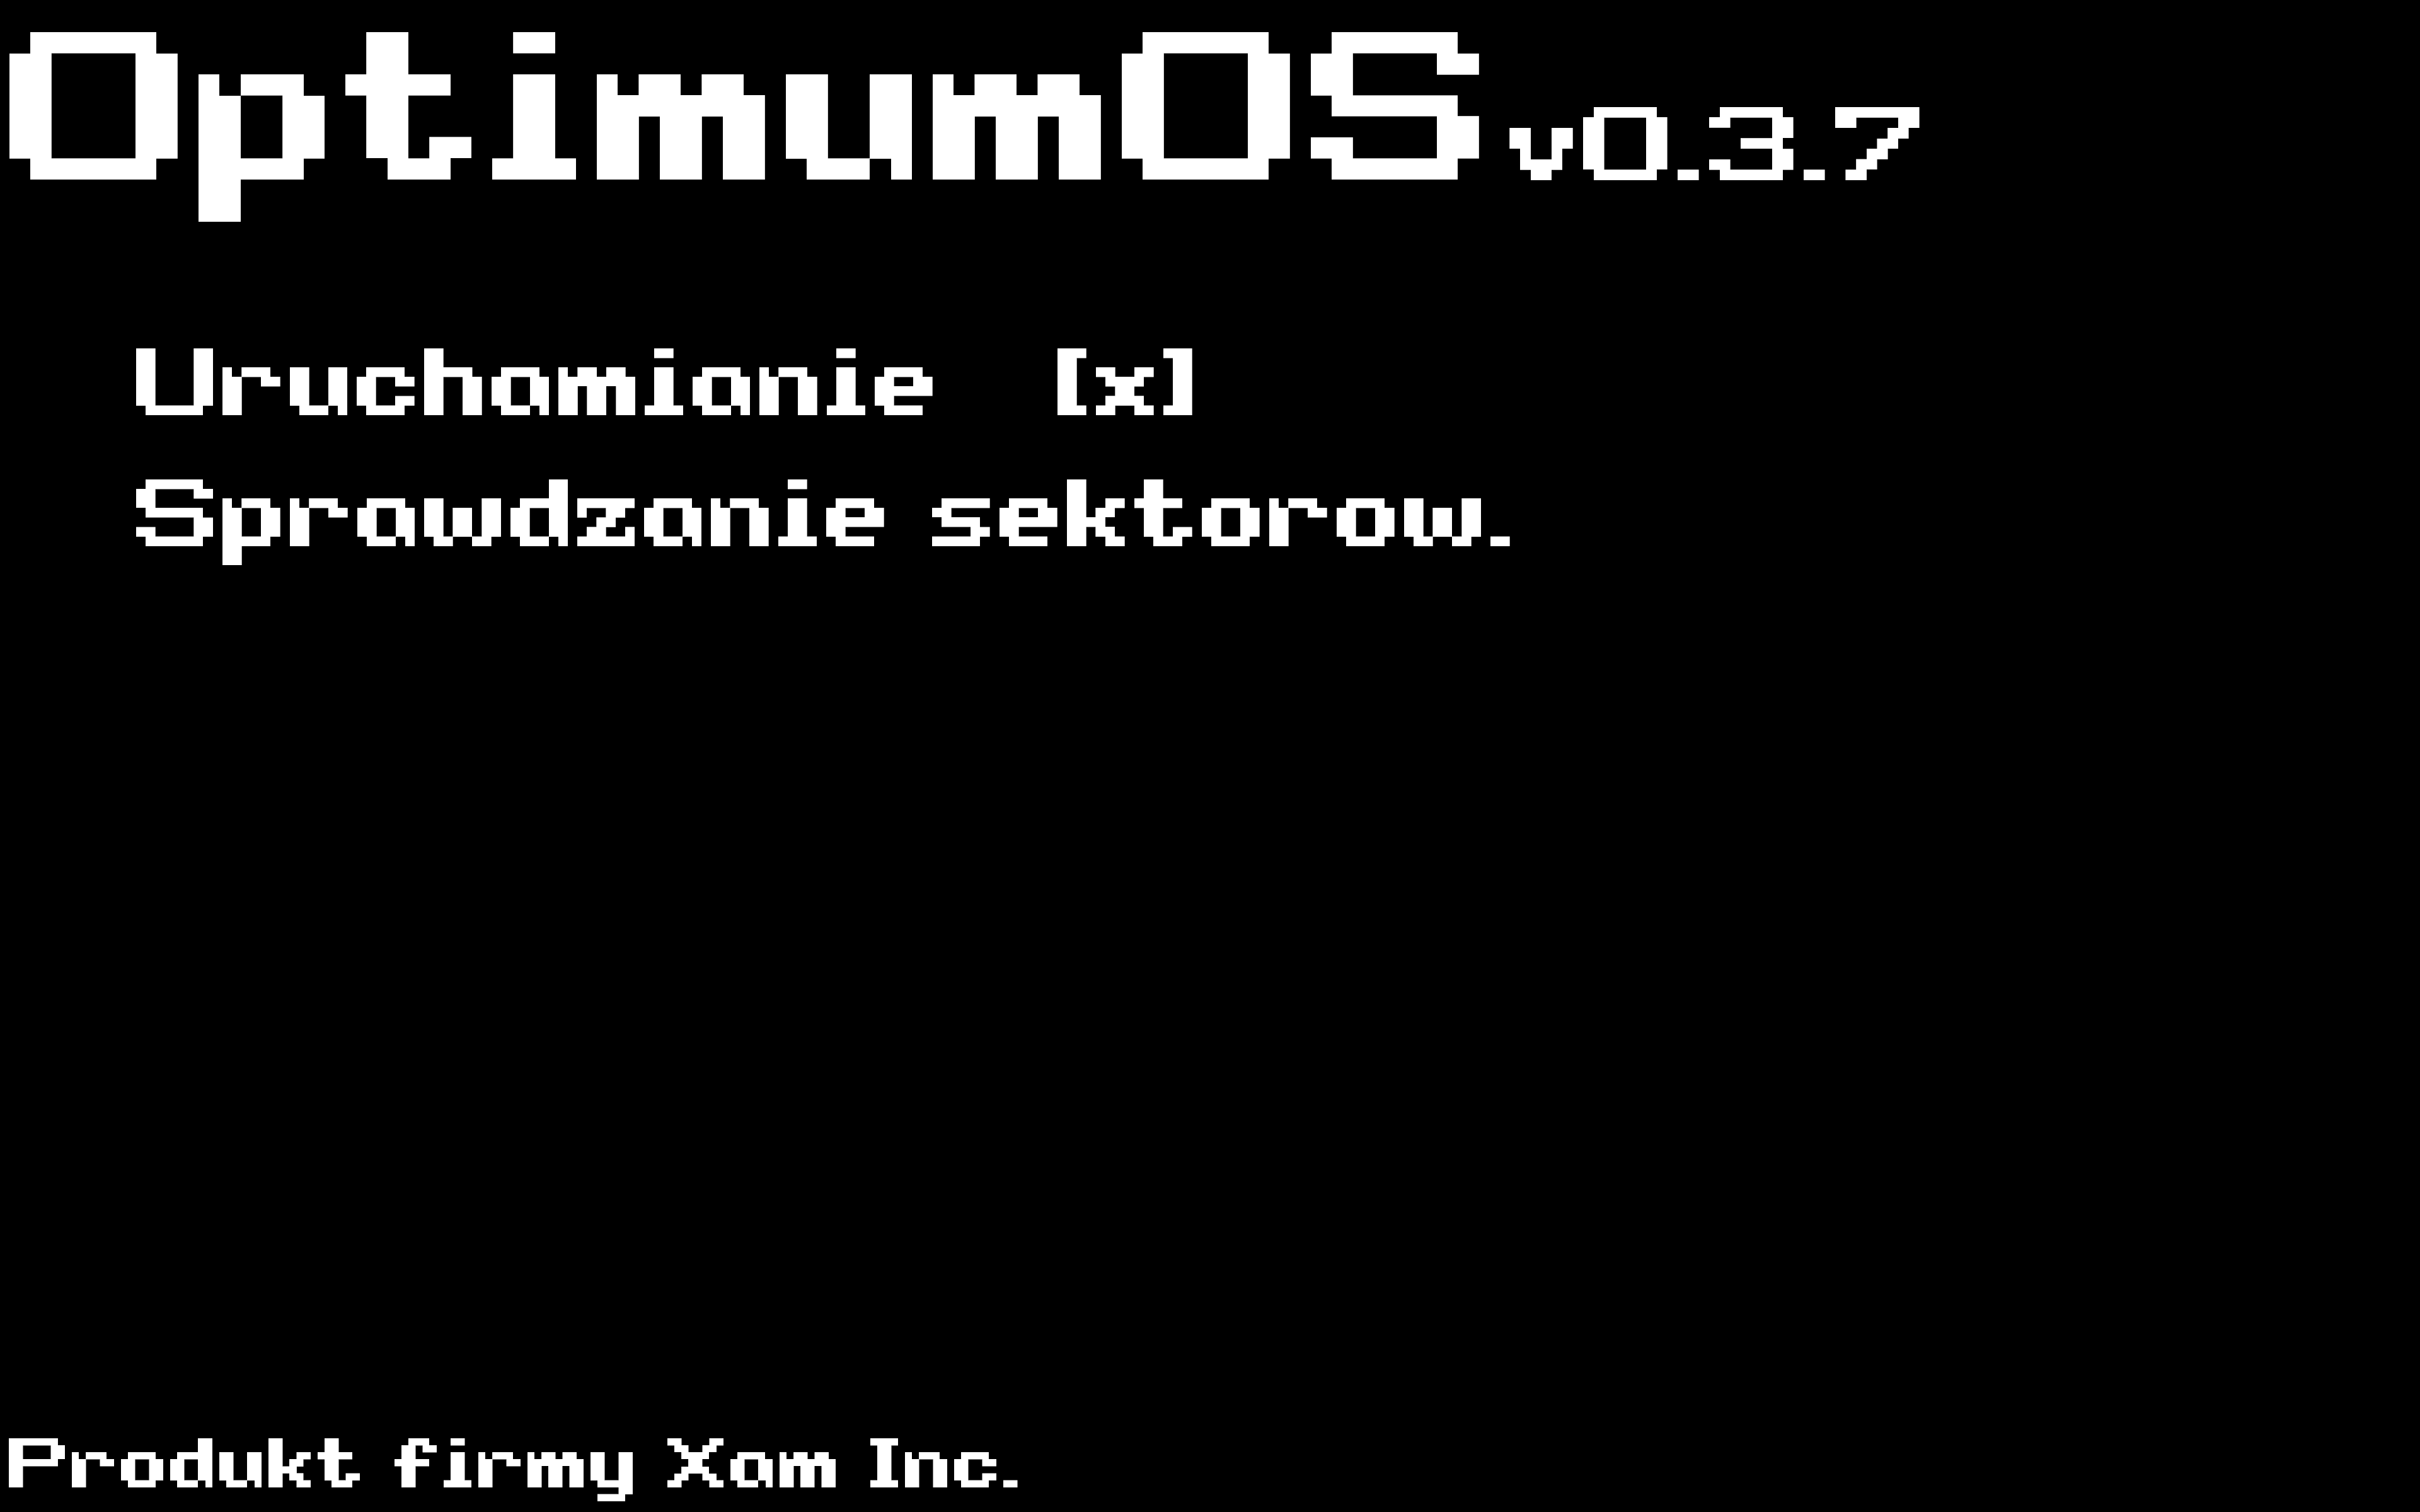 OptimumOS v0.3.7
Uruchamianie [x]
Sprawdzanie sektorow.
Produkt firmy Xam Inc.